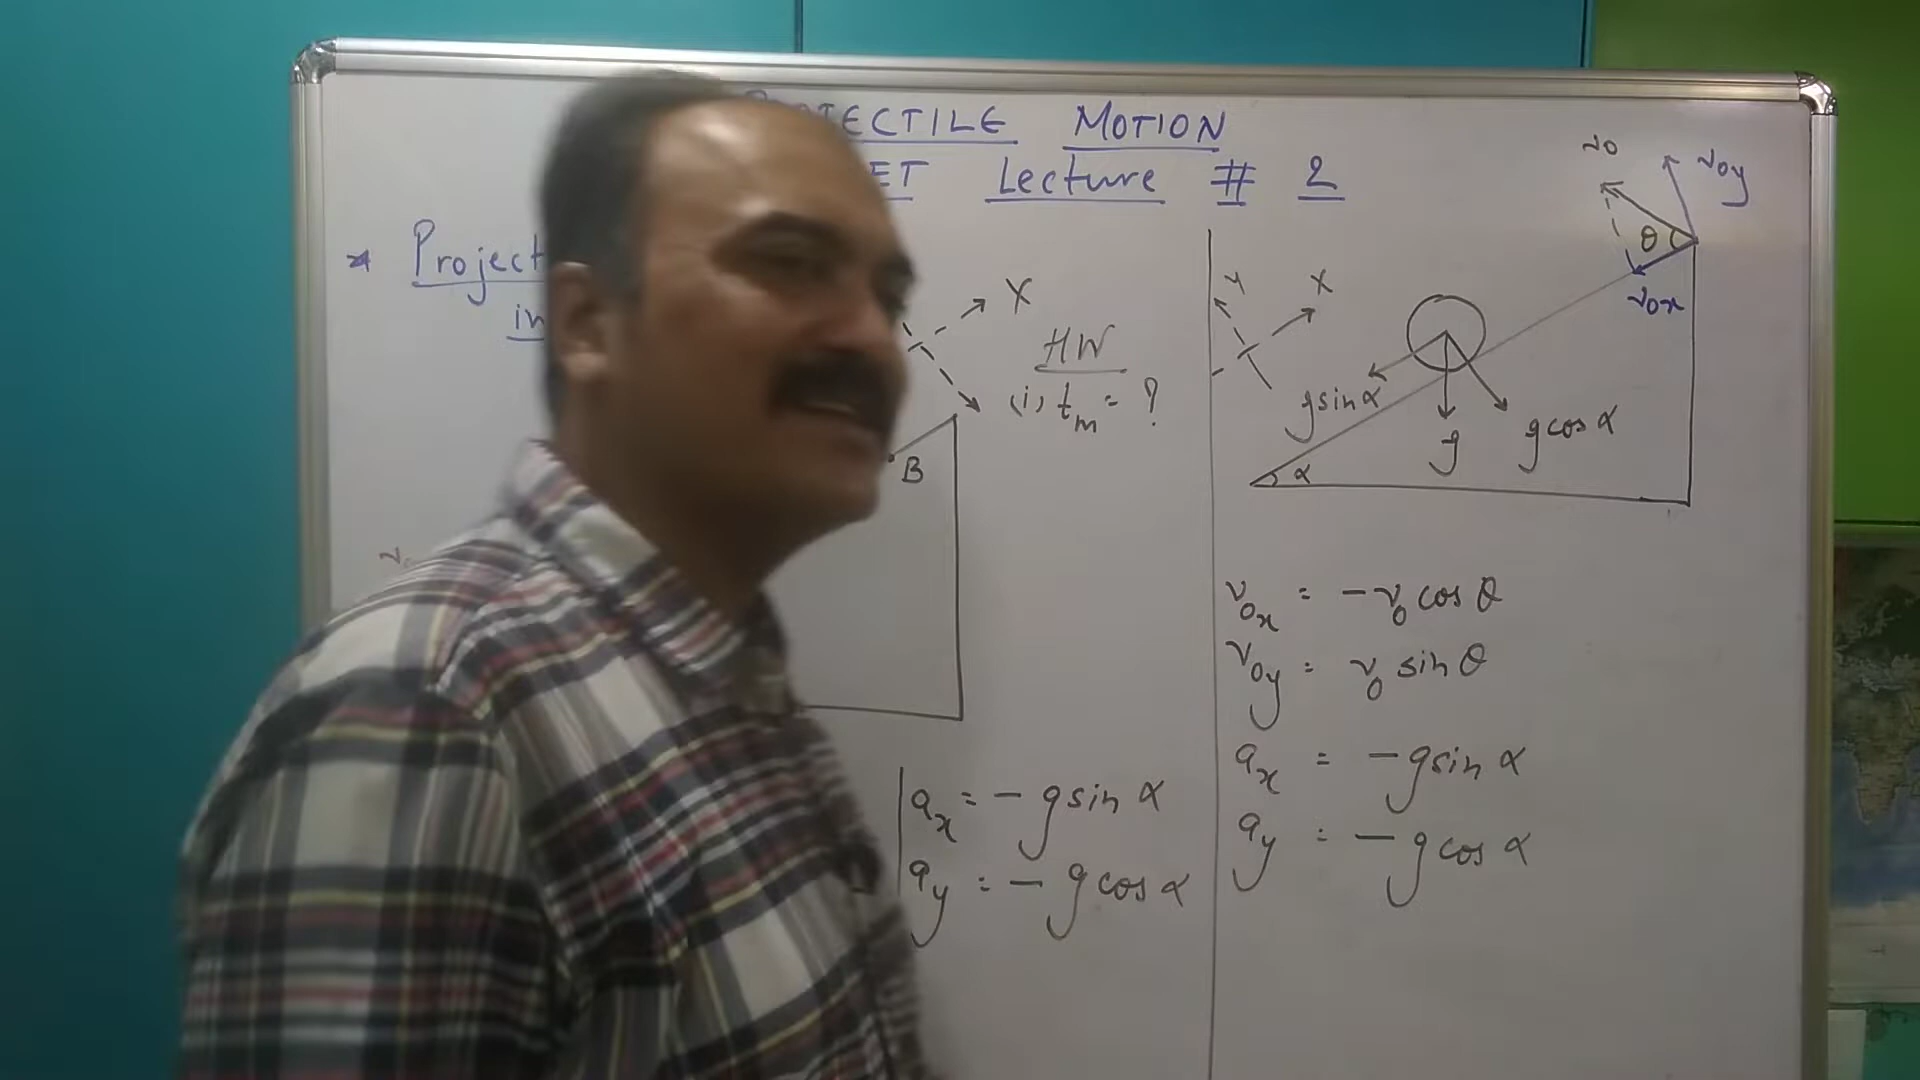 MOTION
Lecture # 2
X
HW
(i) tm = ?
B
ax = - g sin α
ay = - g cos α
v0
v0y
θ
v0x
y
X
g sin α
g
g cos α
α
v0x = - v0 cos θ
v0y = v0 sin θ
ax = - g sin α
ay = - g cos α